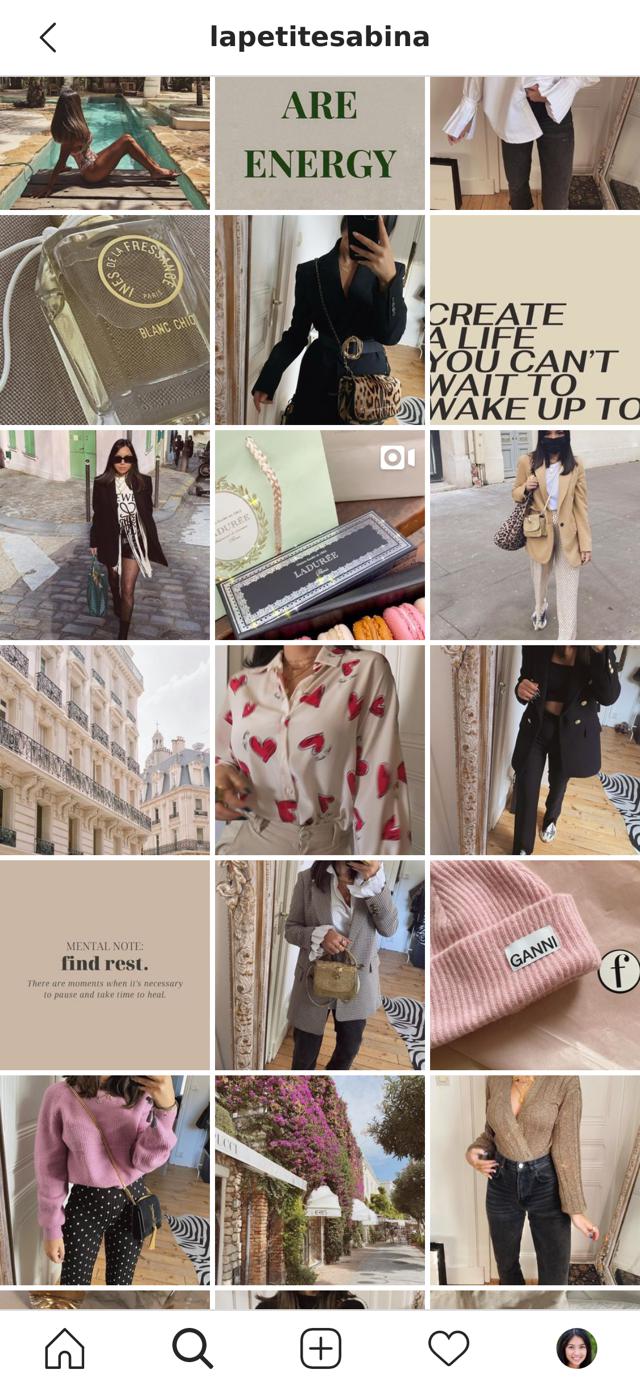 lapetitesabina
ARE
ENERGY
INES DE LA FRESSANGE
PARIS
BLANC CHIC
CREATE
A LIFE
YOU CAN'T
WAIT TO
WAKE UP TO
LADURÉE
Paris
LADURÉE
Paris
MENTAL NOTE:
find rest.
There are moments when it's necessary
to pause and take time to heal.
GANNI
f